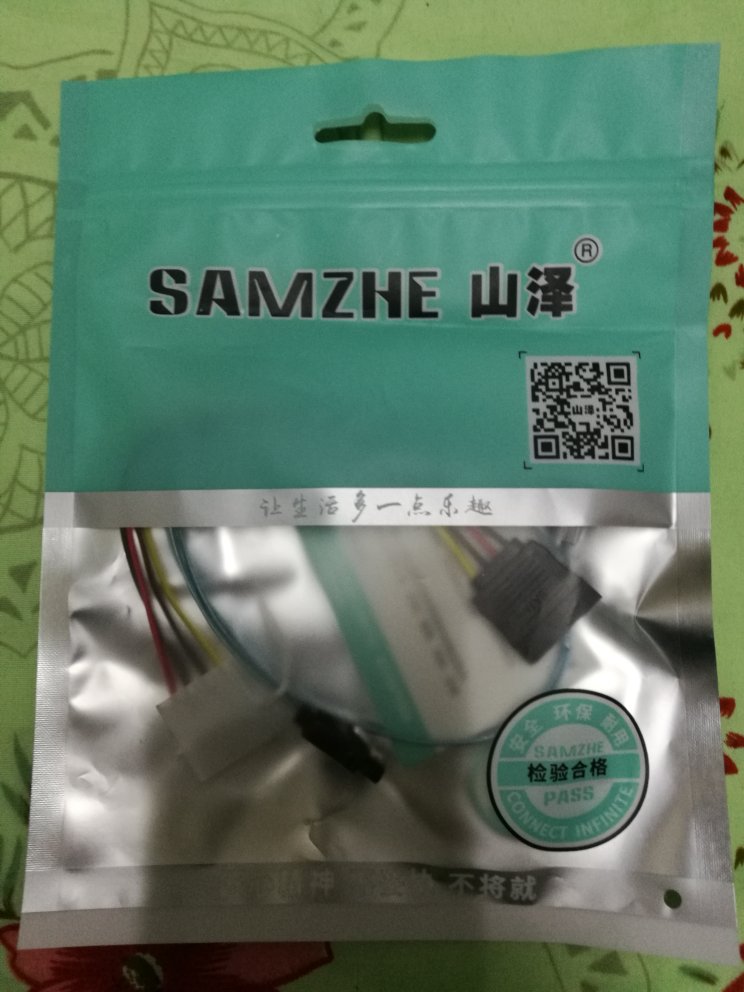 SAMZHE 山泽®
山泽
让生活多一点乐趣
安全 环保 耐用
SAMZHE
检验合格
PASS
CONNECT INFINITE
不将就